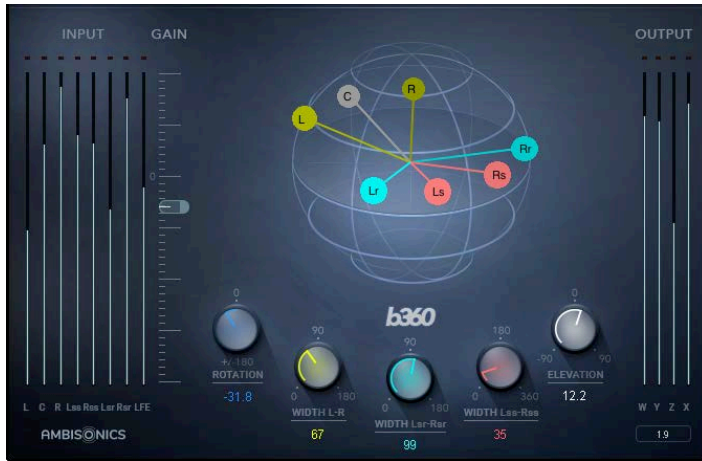 INPUT GAIN OUTPUT
C R
L
Rr
Rs
Lr Ls
0
b360
0
+/-180
ROTATION
-31.8
90
0 180
WIDTH L-R
67
90
0 180
WIDTH Lsr-Rsr
99
180
0 360
WIDTH Lss-Rss
35
0
-90 90
ELEVATION
12.2
L C R Lss Rss Lsr Rsr LFE
W Y Z X
AMBISONICS
1.9